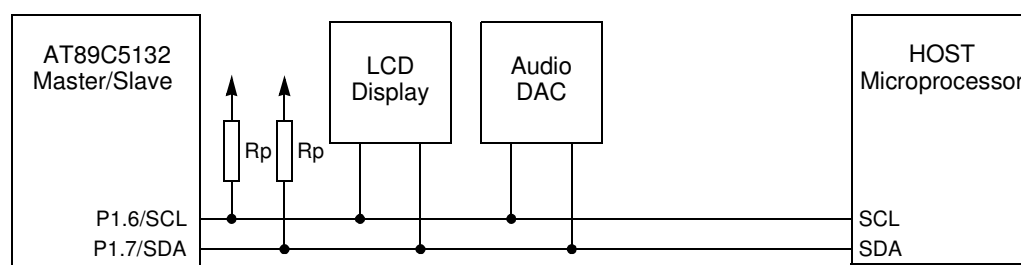 AT89C5132
Master/Slave
LCD
Display
Audio
DAC
HOST
Microprocessor
Rp
Rp
P1.6/SCL
P1.7/SDA
SCL
SDA